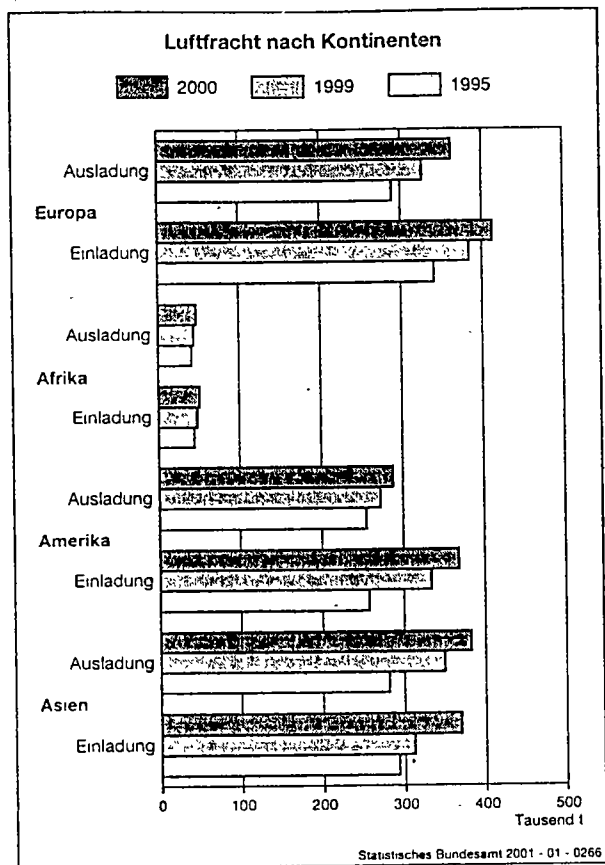 Luftfracht nach Kontinenten
2000 1999 1995
Ausladung
Europa
Einladung
Ausladung
Afrika
Einladung
Ausladung
Amerika
Einladung
Ausladung
Asien
Einladung
0 100 200 300 400 500
Tausend t
Statistisches Bundesamt 2001 - 01 - 0266